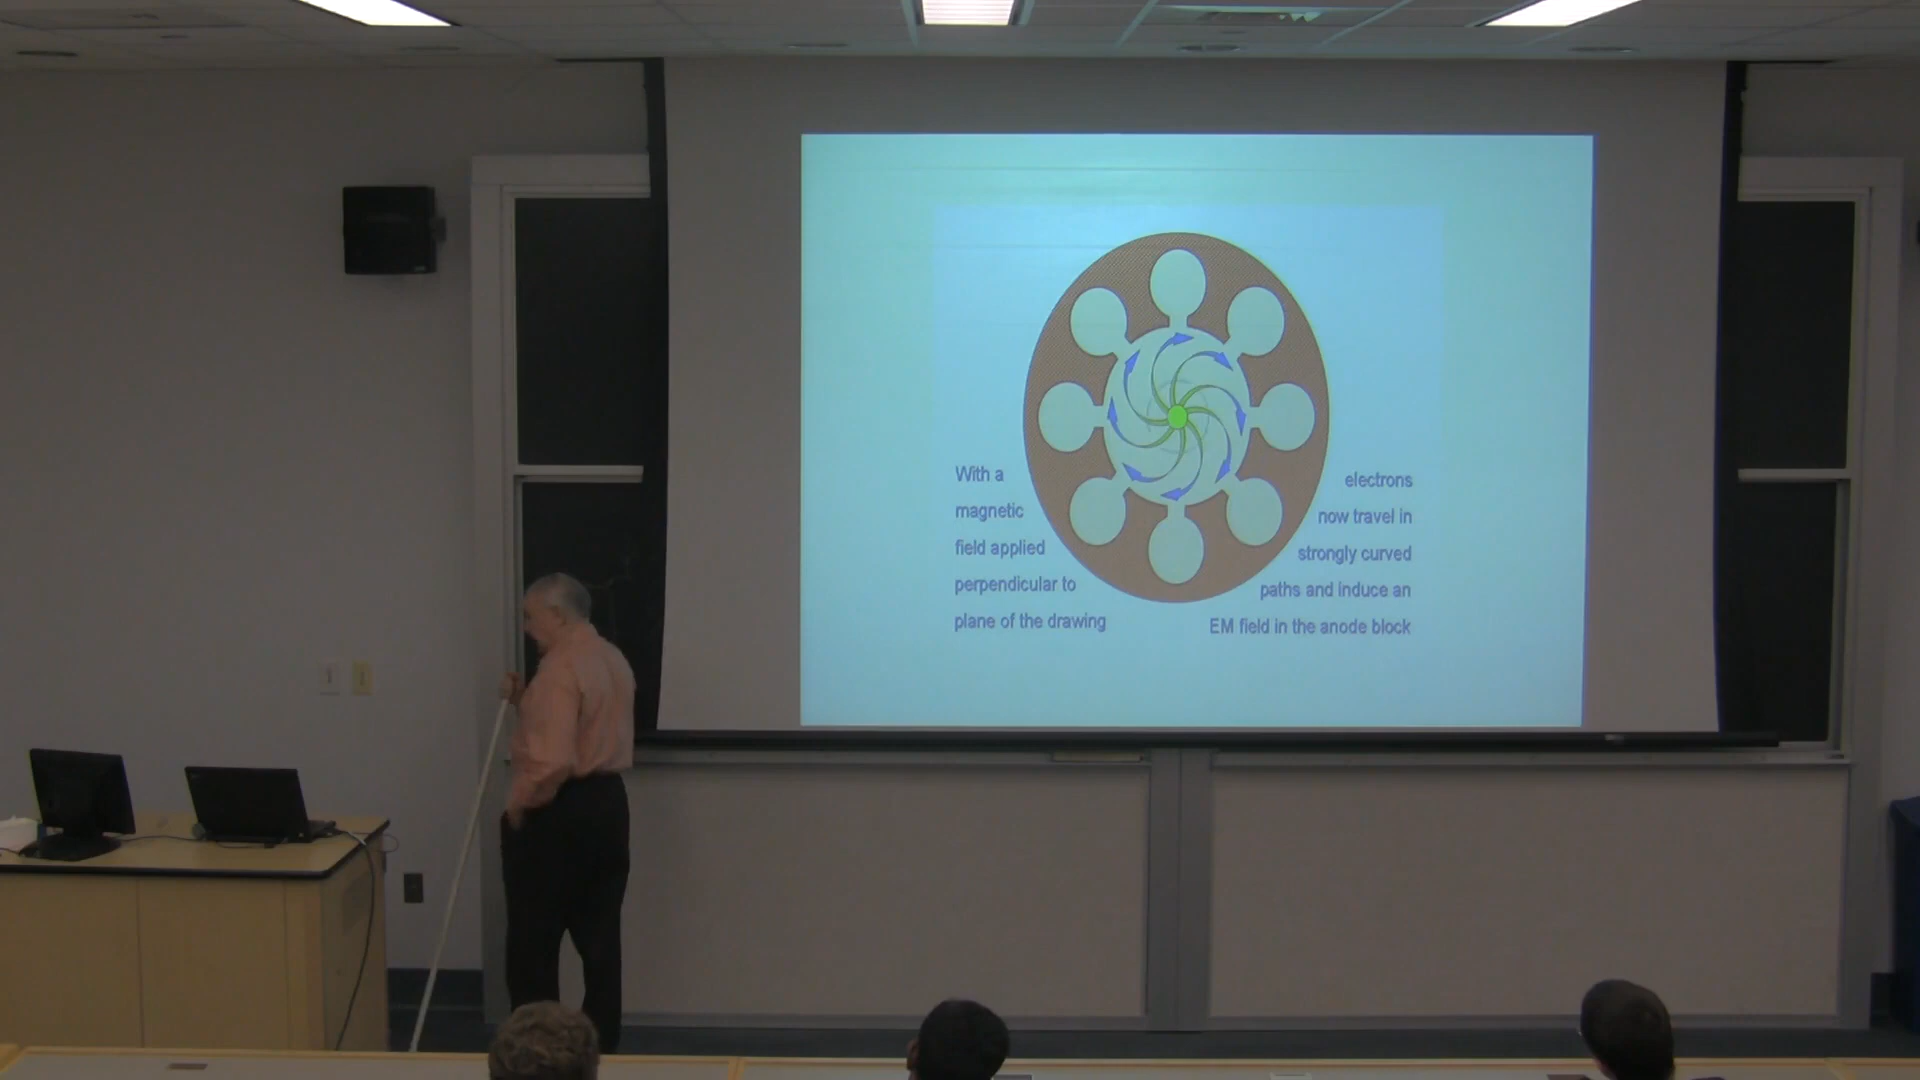 With a
magnetic
field applied
perpendicular to
plane of the drawing
electrons
now travel in
strongly curved
paths and induce an
EM field in the anode block